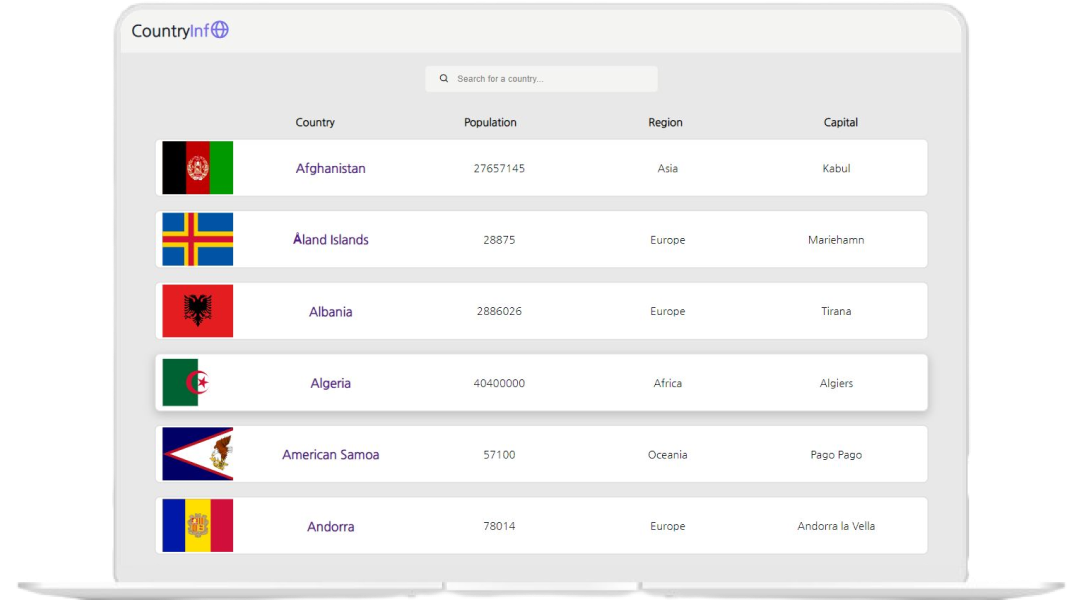 CountryInf
Search for a country...
Country Population Region Capital
Afghanistan 27657145 Asia Kabul
Åland Islands 28875 Europe Mariehamn
Albania 2886026 Europe Tirana
Algeria 40400000 Africa Algiers
American Samoa 57100 Oceania Pago Pago
Andorra 78014 Europe Andorra la Vella